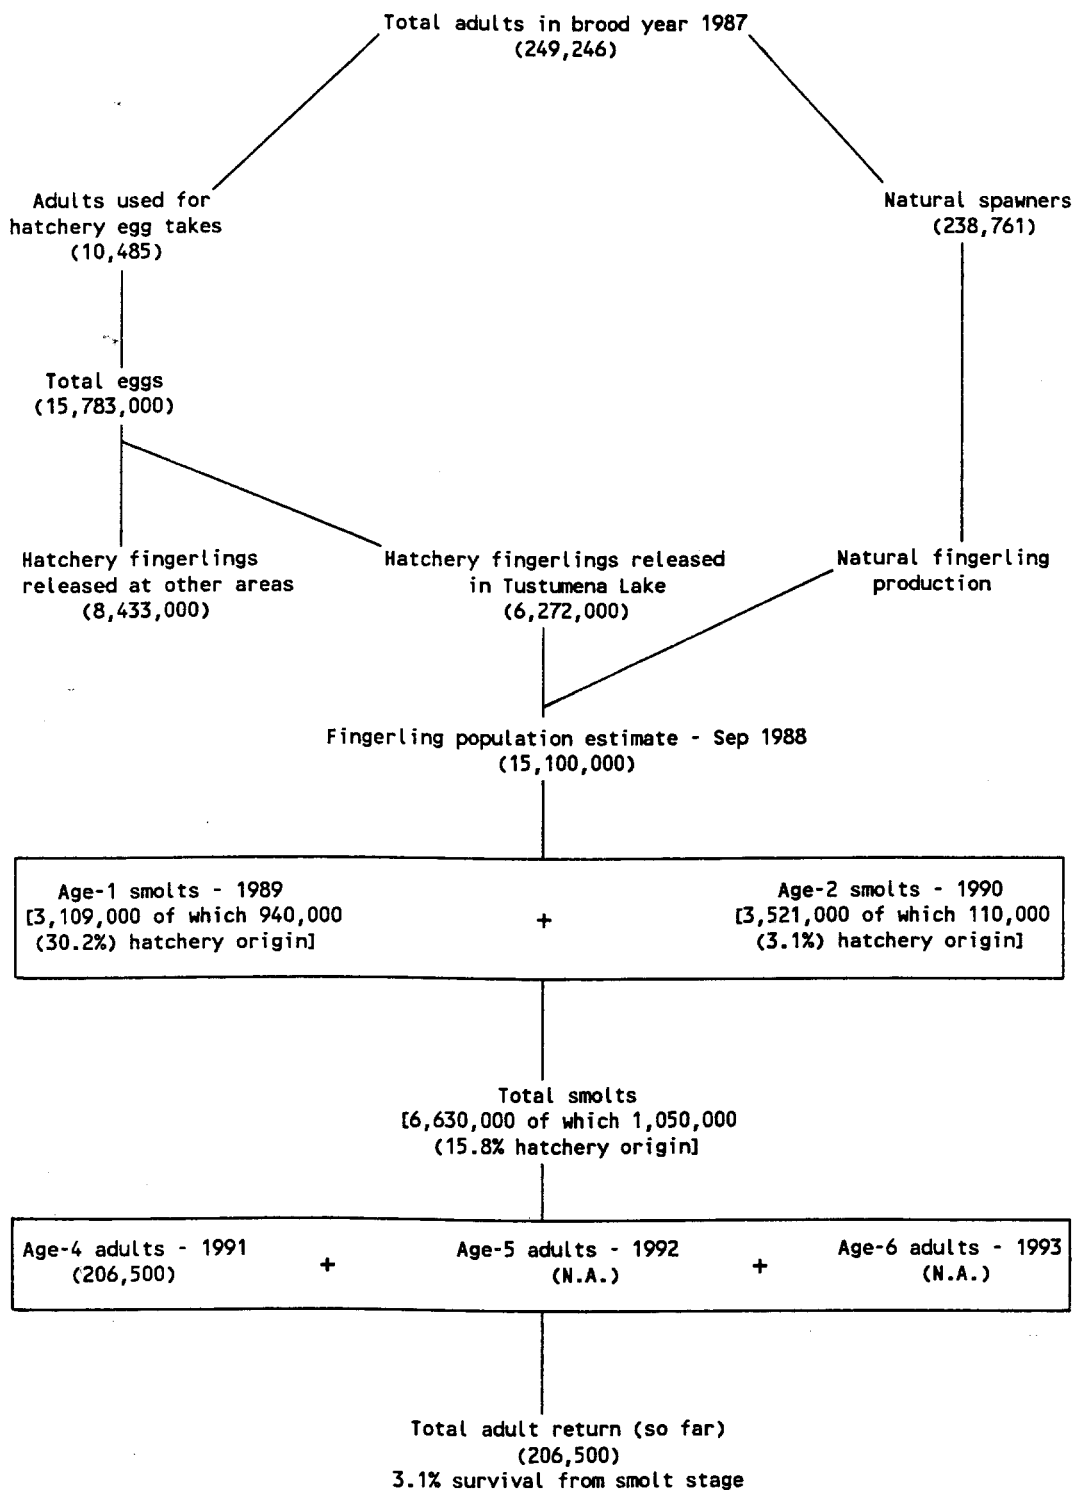 Total adults in brood year 1987
(249,246)
Adults used for
hatchery egg takes
(10,485)
Natural spawners
(238,761)
Total eggs
(15,783,000)
Hatchery fingerlings
released at other areas
(8,433,000)
Hatchery fingerlings released
in Tustumena Lake
(6,272,000)
Natural fingerling
production
Fingerling population estimate - Sep 1988
(15,100,000)
Age-1 smolts - 1989
[3,109,000 of which 940,000
(30.2%) hatchery origin]
+
Age-2 smolts - 1990
[3,521,000 of which 110,000
(3.1%) hatchery origin]
Total smolts
[6,630,000 of which 1,050,000
(15.8% hatchery origin]
Age-4 adults - 1991
(206,500)
+
Age-5 adults - 1992
(N.A.)
+
Age-6 adults - 1993
(N.A.)
Total adult return (so far)
(206,500)
3.1% survival from smolt stage